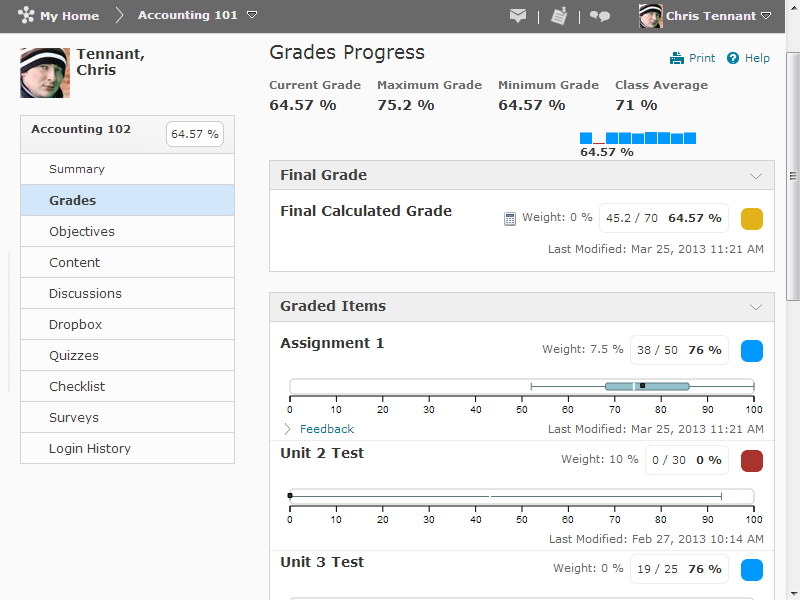 My Home Accounting 101 Chris Tennant
Tennant,
Chris
Accounting 102 64.57 %
Summary
Grades
Objectives
Content
Discussions
Dropbox
Quizzes
Checklist
Surveys
Login History
Grades Progress
Print Help
Current Grade Maximum Grade Minimum Grade Class Average
64.57 % 75.2 % 64.57 % 71 %
64.57 %
Final Grade
Final Calculated Grade Weight: 0 % 45.2 / 70 64.57 %
Last Modified: Mar 25, 2013 11:21 AM
Graded Items
Assignment 1 Weight: 7.5 % 38 / 50 76 %
0 10 20 30 40 50 60 70 80 90 100
Feedback Last Modified: Mar 25, 2013 11:21 AM
Unit 2 Test Weight: 10 % 0 / 30 0 %
0 10 20 30 40 50 60 70 80 90 100
Last Modified: Feb 27, 2013 10:14 AM
Unit 3 Test Weight: 0 % 19 / 25 76 %